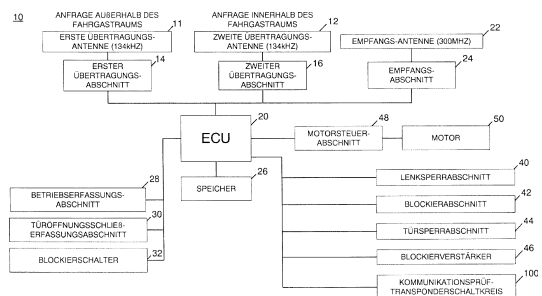 10
ANFRAGE AUßERHALB DES
FAHRGASTRAUMS
11
ERSTE ÜBERTRAGUNGS-
ANTENNE (134kHZ)
14
ERSTER
ÜBERTRAGUNGS-
ABSCHNITT
ANFRAGE INNERHALB DES
FAHRGASTRAUMS
12
ZWEITE ÜBERTRAGUNGS-
ANTENNE (134kHZ)
16
ZWEITER
ÜBERTRAGUNGS-
ABSCHNITT
22
EMPFANGS-ANTENNE (300MHZ)
24
EMPFANGS-
ABSCHNITT
20
ECU
48
MOTORSTEUER-
ABSCHNITT
50
MOTOR
26
SPEICHER
28
BETRIEBSERFASSUNGS-
ABSCHNITT
30
TÜRÖFFNUNGSSCHLIEß-
ERFASSUNGSABSCHNITT
32
BLOCKIERSCHALTER
40
LENKSPERRABSCHNITT
42
BLOCKIERABSCHNITT
44
TÜRSPERRABSCHNITT
46
BLOCKIERVERSTÄRKER
100
KOMMUNIKATIONSPRÜF-
TRANSPONDERSCHALTKREIS